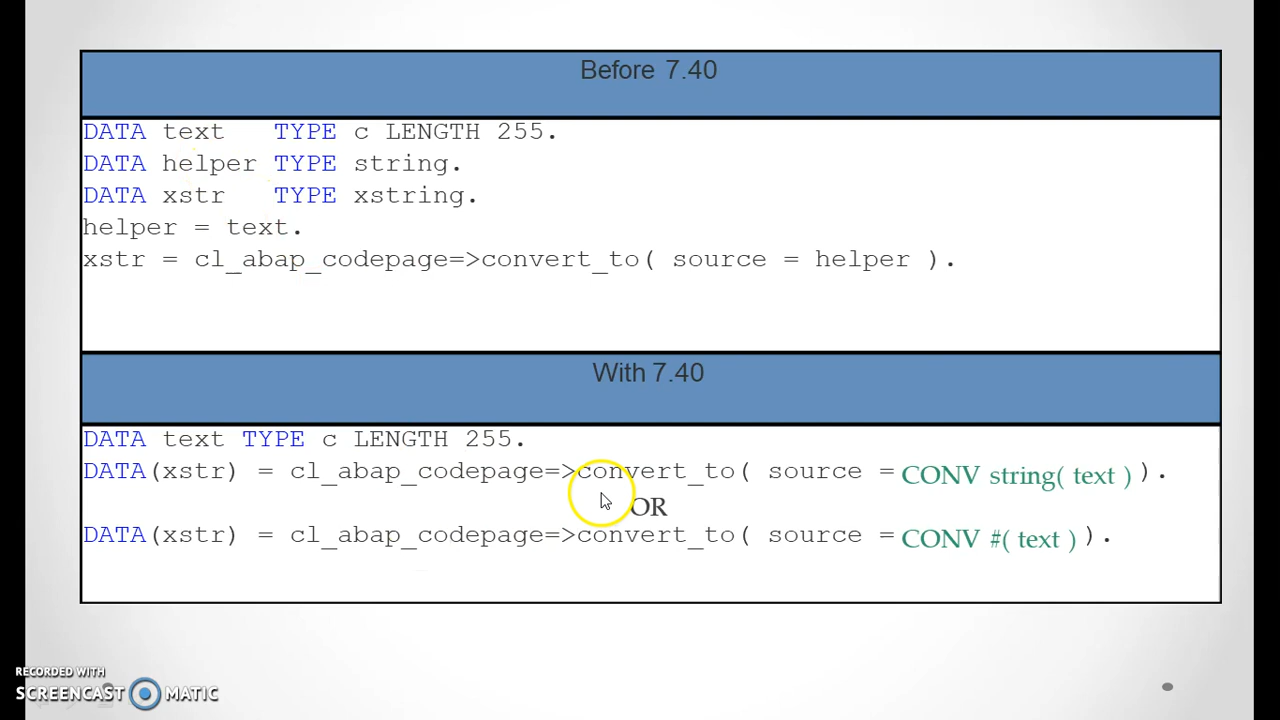 Before 7.40
DATA text   TYPE c LENGTH 255.
DATA helper TYPE string.
DATA xstr   TYPE xstring.
helper = text.
xstr = cl_abap_codepage=>convert_to( source = helper ).
With 7.40
DATA text TYPE c LENGTH 255.
DATA(xstr) = cl_abap_codepage=>convert_to( source = CONV string( text ) ).
OR
DATA(xstr) = cl_abap_codepage=>convert_to( source = CONV #( text ) ).
RECORDED WITH
SCREENCAST MATIC